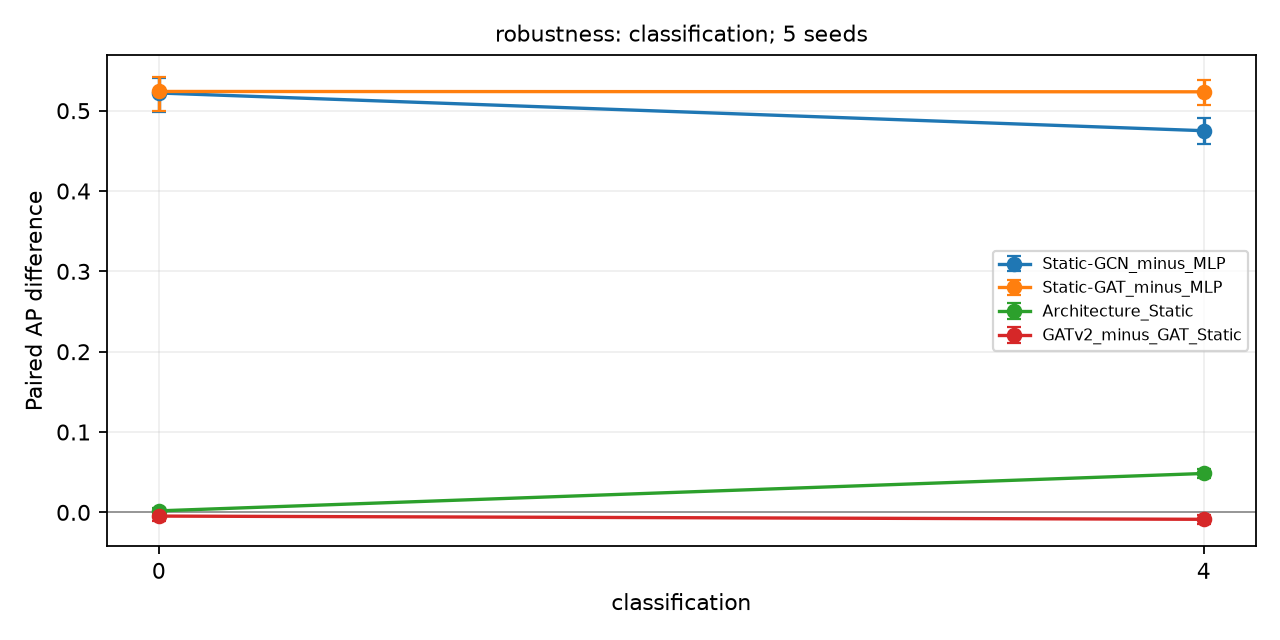 robustness: classification; 5 seeds
Paired AP difference
0.5
0.4
0.3
0.2
0.1
0.0
Static-GCN_minus_MLP
Static-GAT_minus_MLP
Architecture_Static
GATv2_minus_GAT_Static
0
4
classification